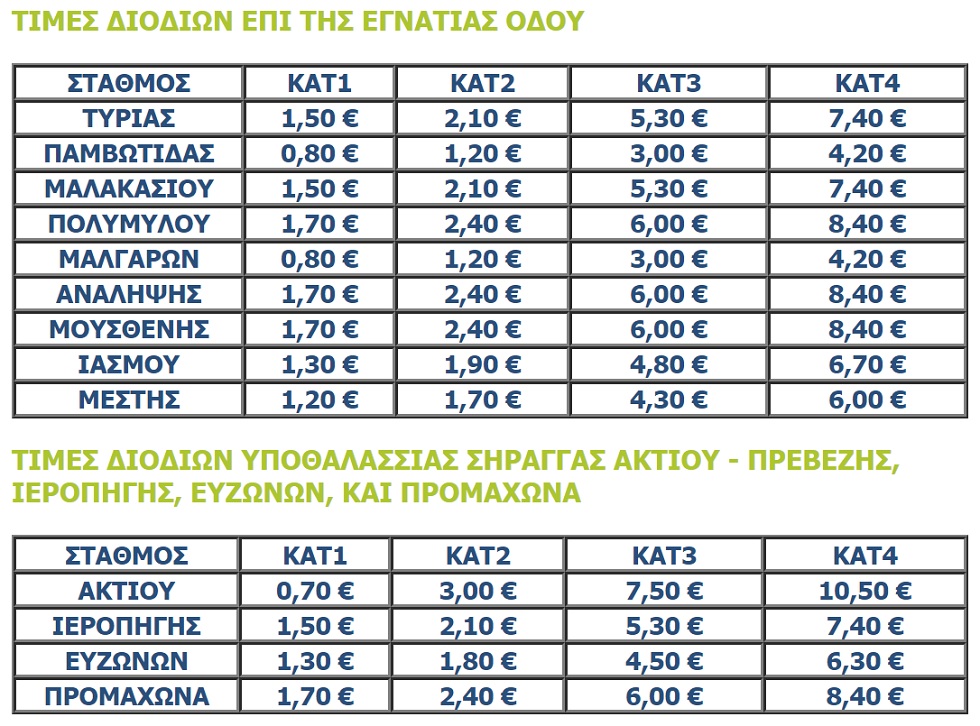 ΤΙΜΕΣ ΔΙΟΔΙΩΝ ΕΠΙ ΤΗΣ ΕΓΝΑΤΙΑΣ ΟΔΟΥ
ΣΤΑΘΜΟΣ ΚΑΤ1 ΚΑΤ2 ΚΑΤ3 ΚΑΤ4
ΤΥΡΙΑΣ 1,50 € 2,10 € 5,30 € 7,40 €
ΠΑΜΒΩΤΙΔΑΣ 0,80 € 1,20 € 3,00 € 4,20 €
ΜΑΛΑΚΑΣΙΟΥ 1,50 € 2,10 € 5,30 € 7,40 €
ΠΟΛΥΜΥΛΟΥ 1,70 € 2,40 € 6,00 € 8,40 €
ΜΑΛΓΑΡΩΝ 0,80 € 1,20 € 3,00 € 4,20 €
ΑΝΑΛΗΨΗΣ 1,70 € 2,40 € 6,00 € 8,40 €
ΜΟΥΣΘΕΝΗΣ 1,70 € 2,40 € 6,00 € 8,40 €
ΙΑΣΜΟΥ 1,30 € 1,90 € 4,80 € 6,70 €
ΜΕΣΤΗΣ 1,20 € 1,70 € 4,30 € 6,00 €
ΤΙΜΕΣ ΔΙΟΔΙΩΝ ΥΠΟΘΑΛΑΣΣΙΑΣ ΣΗΡΑΓΓΑΣ ΑΚΤΙΟΥ - ΠΡΕΒΕΖΗΣ,
ΙΕΡΟΠΗΓΗΣ, ΕΥΖΩΝΩΝ, ΚΑΙ ΠΡΟΜΑΧΩΝΑ
ΣΤΑΘΜΟΣ ΚΑΤ1 ΚΑΤ2 ΚΑΤ3 ΚΑΤ4
ΑΚΤΙΟΥ 0,70 € 3,00 € 7,50 € 10,50 €
ΙΕΡΟΠΗΓΗΣ 1,50 € 2,10 € 5,30 € 7,40 €
ΕΥΖΩΝΩΝ 1,30 € 1,80 € 4,50 € 6,30 €
ΠΡΟΜΑΧΩΝΑ 1,70 € 2,40 € 6,00 € 8,40 €